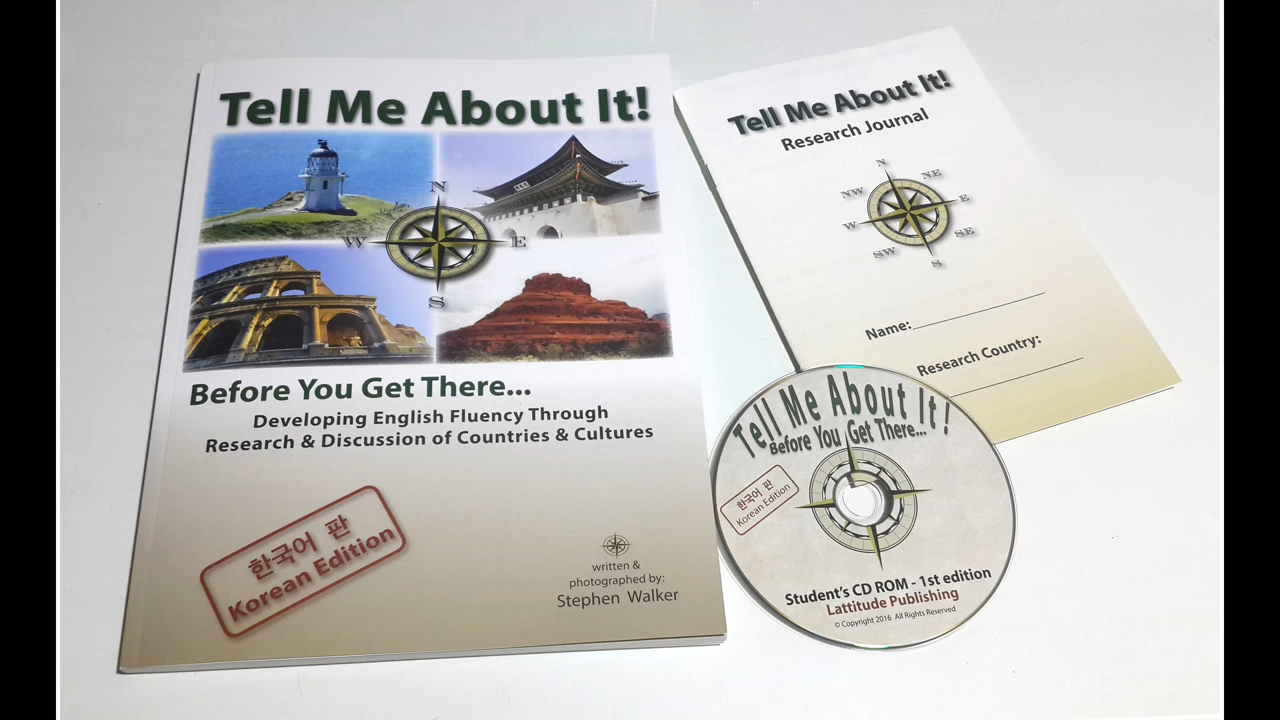 Tell Me About It!
N
W
E
S
Before You Get There...
Developing English Fluency Through
Research & Discussion of Countries & Cultures
한국어 판
Korean Edition
written &
photographed by:
Stephen Walker
Tell Me About It!
Research Journal
N
NW
NE
W
E
SW
SE
S
Name:
Research Country:
Tell Me About It!
Before You Get There...
한국어 판
Korean Edition
Student's CD ROM - 1st edition
Lattitude Publishing
© Copyright 2016 All Rights Reserved